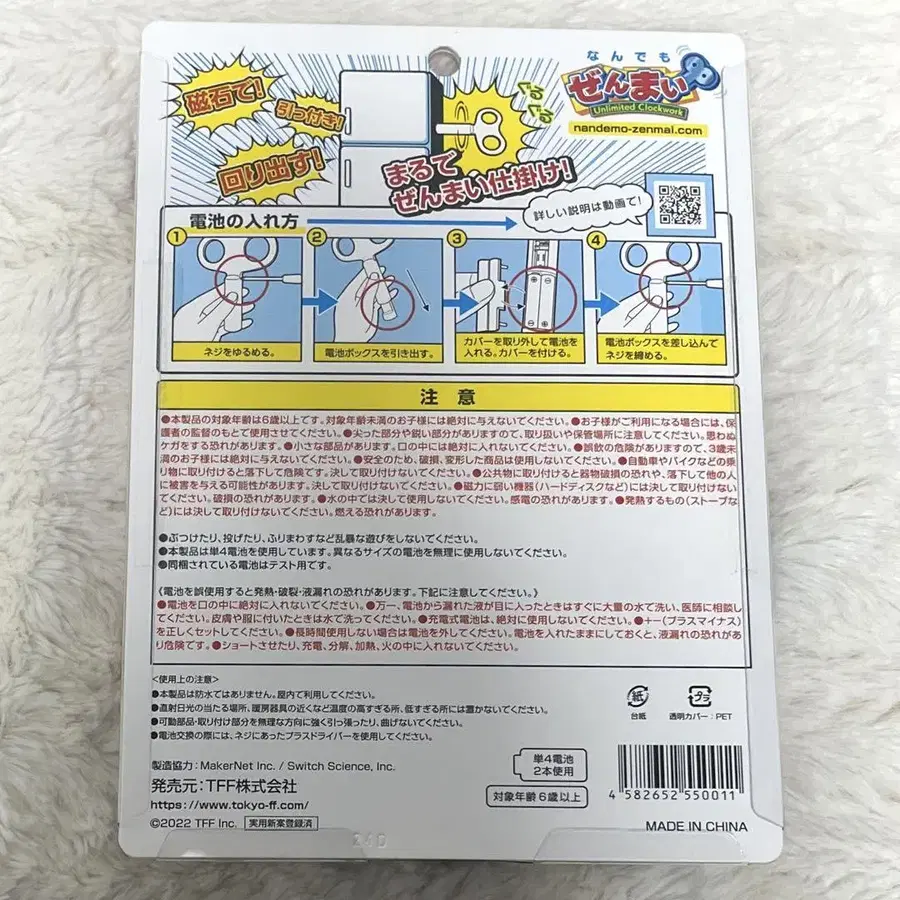 なんでも
ぜんまい
Unlimited Clockwork
nandemo-zenmai.com
磁石で!
引っ付き!
回り出す!
ぐる
ぐる
まるで
ぜんまい仕掛け!
詳しい説明は動画で!
電池の入れ方
1
2
3
4
ネジをゆるめる。
電池ボックスを引き出す。
カバーを取り外して電池を
入れる。カバーを付ける。
電池ボックスを差し込んで
ネジを締める。
注 意
●本製品の対象年齢は6歳以上です。対象年齢未満のお子様には絶対に与えないでください。●お子様がご利用になる場合には、保
護者の監督のもとで使用させてください。●尖った部分や鋭い部分がありますので、取り扱いや保管場所に注意してください。思わぬ
ケガをする恐れがあります。●小さな部品があります。口の中には絶対に入れないでください。●誤飲の危険がありますので、3歳未
満のお子様には絶対に与えないでください。●安全のため、破損、変形した商品は使用しないでください。●自動車やバイクなどの乗
り物に取り付けると落下して危険です。決して取り付けないでください。●公共物に取り付けると器物破損の恐れや、落下して他の人
に被害を与える可能性があります。決して取り付けないでください。●磁力に弱い機器(ハードディスクなど)には決して取り付けない
でください。破損の恐れがあります。●水の中では決して使用しないでください。感電の恐れがあります。●発熱するもの(ストーブな
ど)には決して取り付けないでください。燃える恐れがあります。
●ぶつけたり、投げたり、ふりまわすなど乱暴な遊びをしないでください。
●本製品は単4電池を使用しています。異なるサイズの電池を無理に使用しないでください。
●同梱されている電池はテスト用です。
《電池を誤使用すると発熱・破裂・液漏れの恐れがあります。下記に注意してください。》
●電池を口の中に絶対に入れないでください。●万一、電池から漏れた液が目に入ったときはすぐに大量の水で洗い、医師に相談し
てください。皮膚や服に付いたときは水で洗ってください。●充電式電池は、絶対に使用しないでください。●+−(プラスマイナス)
を正しくセットしてください。●長時間使用しない場合は電池を外してください。電池を入れたままにしておくと、液漏れの恐れがあ
り危険です。●ショートさせたり、充電、分解、加熱、火の中に入れないでください。
<使用上の注意>
●本製品は防水ではありません。屋内で利用してください。
●直射日光の当たる場所、暖房器具の近くなど温度の高すぎる所、低すぎる所には置かないでください。
●可動部品・取り付け部分を無理な方向に強く引っ張ったり、曲げないでください。
●電池交換の際には、ネジにあったプラスドライバーを使用してください。
紙
台紙
プラ
透明カバー:PET
製造協力:MakerNet Inc. / Switch Science, Inc.
発売元:TFF株式会社
https://www.tokyo-ff.com/
©2022 TFF Inc. 実用新案登録済
単4電池
2本使用
対象年齢6歳以上
4 582652 550011
MADE IN CHINA
240